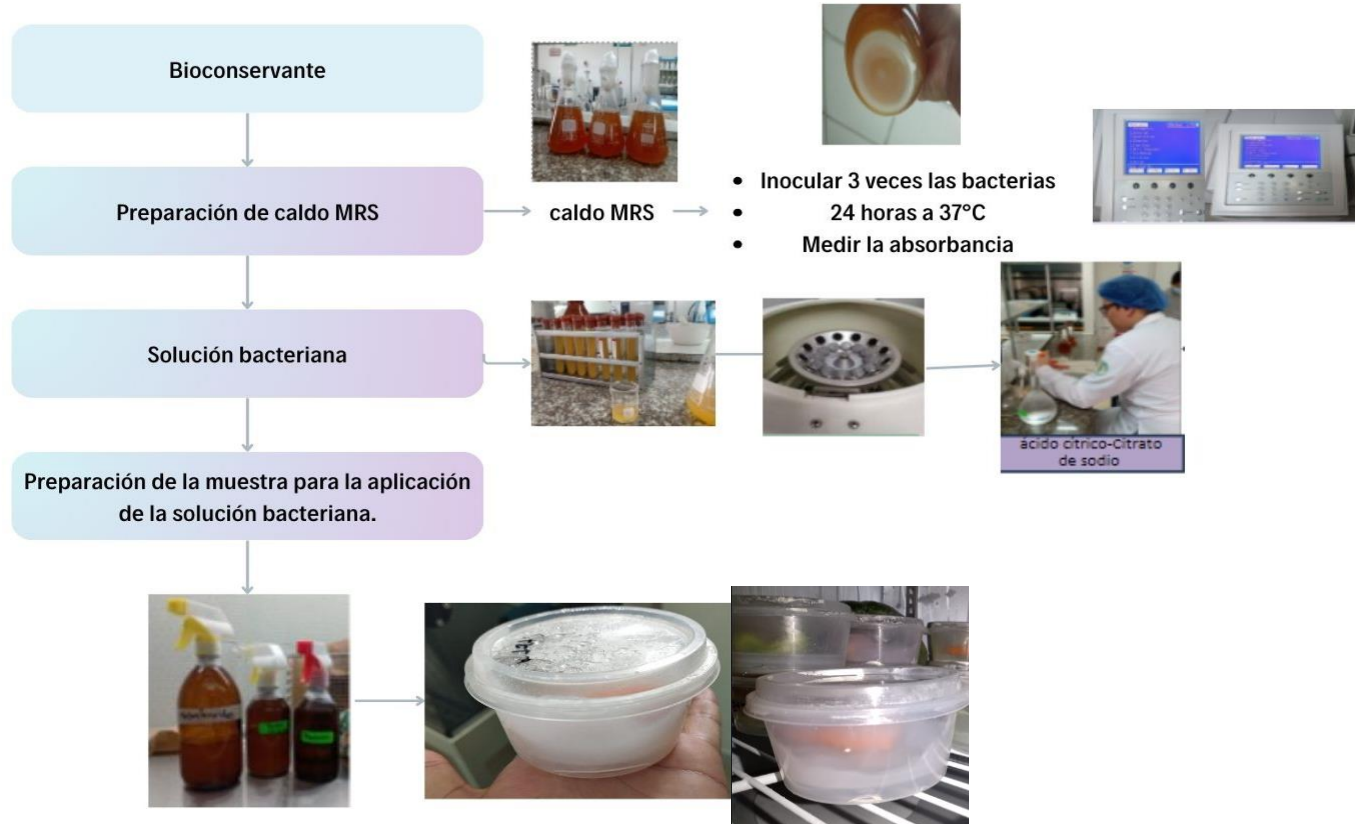 Bioconservante
Preparación de caldo MRS
caldo MRS
• Inocular 3 veces las bacterias
• 24 horas a 37°C
• Medir la absorbancia
Solución bacteriana
ácido cítrico-Citrato
de sodio
Preparación de la muestra para la aplicación
de la solución bacteriana.